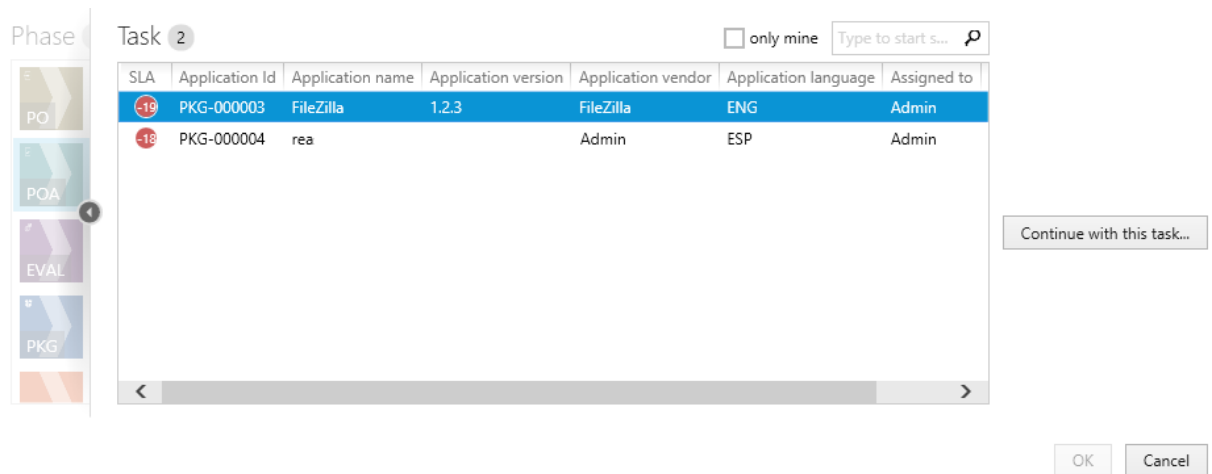 Phase
Task 2
only mine Type to start s...
SLA Application Id Application name Application version Application vendor Application language Assigned to
-19 PKG-000003 FileZilla 1.2.3 FileZilla ENG Admin
-18 PKG-000004 rea Admin ESP Admin
PO
POA
EVAL
PKG
Continue with this task...
OK Cancel